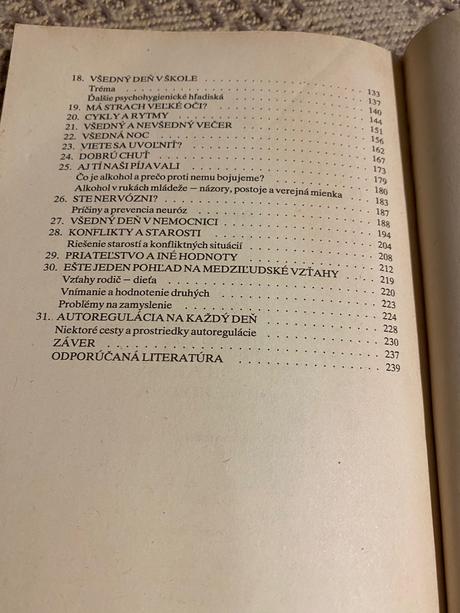 18. VŠEDNÝ DEŇ V ŠKOLE 133
Tréma 137
Ďalšie psychohygienické hľadiská 140
19. MÁ STRACH VEĽKÉ OČI? 144
20. CYKLY A RYTMY 151
21. VŠEDNÝ A NEVŠEDNÝ VEČER 156
22. VŠEDNÁ NOC 162
23. VIETE SA UVOĽNIŤ? 167
24. DOBRÚ CHUŤ 173
25. AJ TÍ NAŠI PÍJAVALI 179
Čo je alkohol a prečo proti nemu bojujeme? 180
Alkohol v rukách mládeže – názory, postoje a verejná mienka 183
26. STE NERVÓZNI? 187
Príčiny a prevencia neuróz 188
27. VŠEDNÝ DEŇ V NEMOCNICI 194
28. KONFLIKTY A STAROSTI 204
Riešenie starostí a konfliktných situácií 208
29. PRIATEĽSTVO A INÉ HODNOTY 212
30. EŠTE JEDEN POHĽAD NA MEDZIĽUDSKÉ VZŤAHY 219
Vzťahy rodič – dieťa 220
Vnímanie a hodnotenie druhých 223
Problémy na zamyslenie 224
31. AUTOREGULÁCIA NA KAŽDÝ DEŇ 228
Niektoré cesty a prostriedky autoregulácie 230
ZÁVER 237
ODPORÚČANÁ LITERATÚRA 239